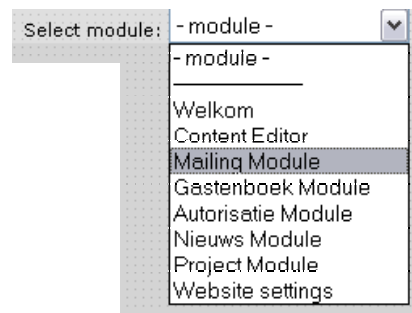 Select module: - module -
- module -
Welkom
Content Editor
Mailing Module
Gastenboek Module
Autorisatie Module
Nieuws Module
Project Module
Website settings